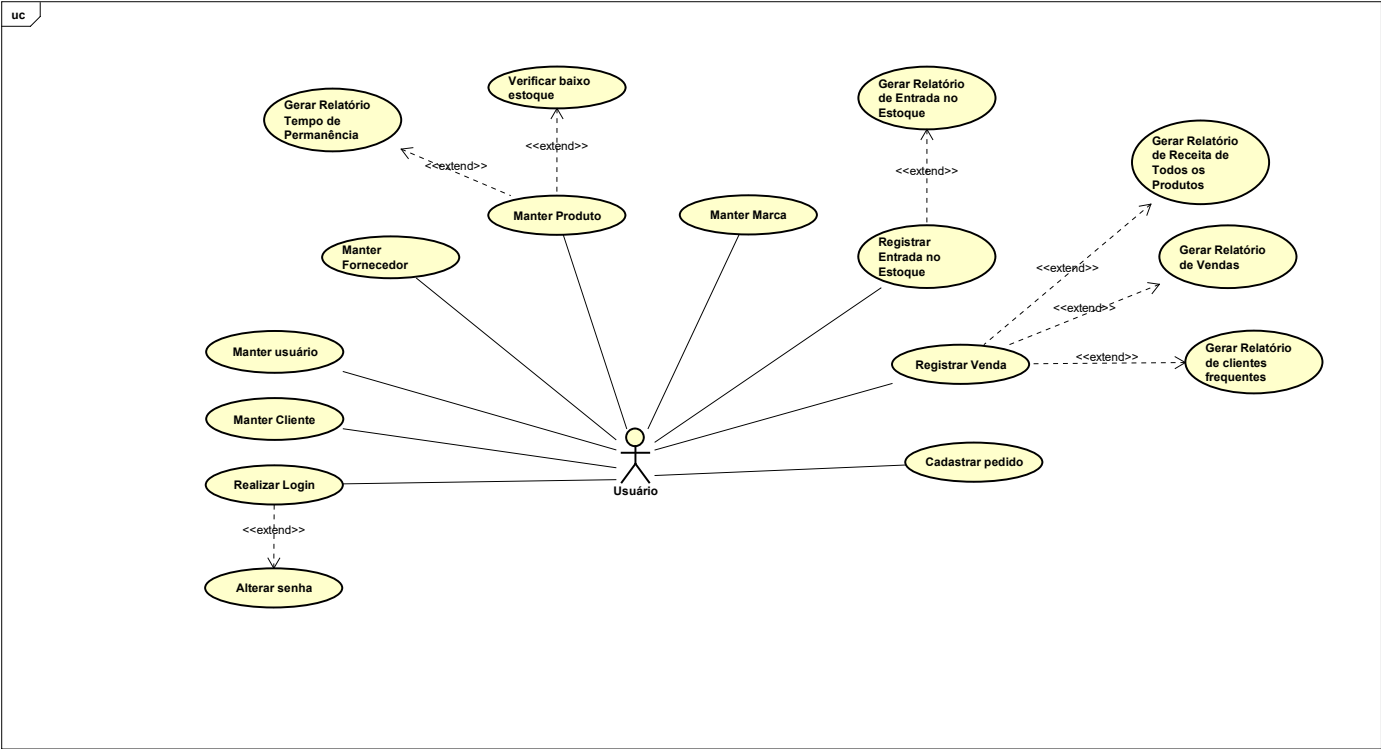 uc
Verificar baixo
estoque
Gerar Relatório
de Entrada no
Estoque
Gerar Relatório
Tempo de
Permanência
Gerar Relatório
de Receita de
Todos os
Produtos
<<extend>>
<<extend>>
<<extend>>
Manter Produto
Manter Marca
Registrar
Entrada no
Estoque
Manter
Fornecedor
Gerar Relatório
de Vendas
<<extend>>
<<extend>>
Manter usuário
Registrar Venda
<<extend>>
Gerar Relatório
de clientes
frequentes
Manter Cliente
Cadastrar pedido
Realizar Login
Usuário
<<extend>>
Alterar senha